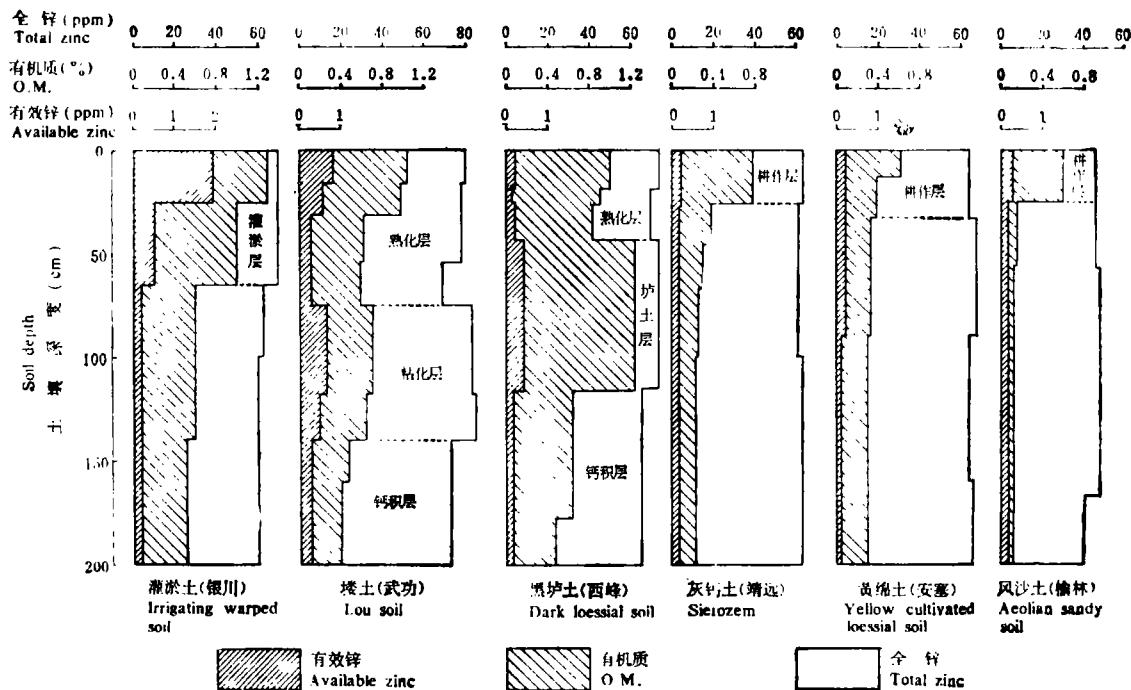 全 锌 (ppm) 0 20 60 0 40 80 0 20 40 60 0 20 40 60 0 20 40 60 0 20 40 60
Total zinc
有机质(%) 0 0.4 0.8 1.2 0 0.4 0.8 1.2 0 0.4 0.8 1.2 0 0.4 0.8 0 0.4 0.8 0 0.4 0.8
O.M.
有效锌(ppm) 0 1 2 0 1 0 1 0 1 0 1 0 1
Available zinc
0
50
100
150
200
Soil depth
土壤深度(cm)
灌淤层
熟化层
粘化层
钙积层
熟化层
垆土层
钙积层
耕作层
耕作层
耕作层
灌淤土(银川)
Irrigating warped
soil
塿土(武功)
Lou soil
黑垆土(西峰)
Dark loessial soil
灰钙土(靖远)
Sierozem
黄绵土(安塞)
Yellow cultivated
loessial soil
风沙土(榆林)
Aeolian sandy
soil
有效锌
Available zinc
有机质
O.M.
全 锌
Total zinc